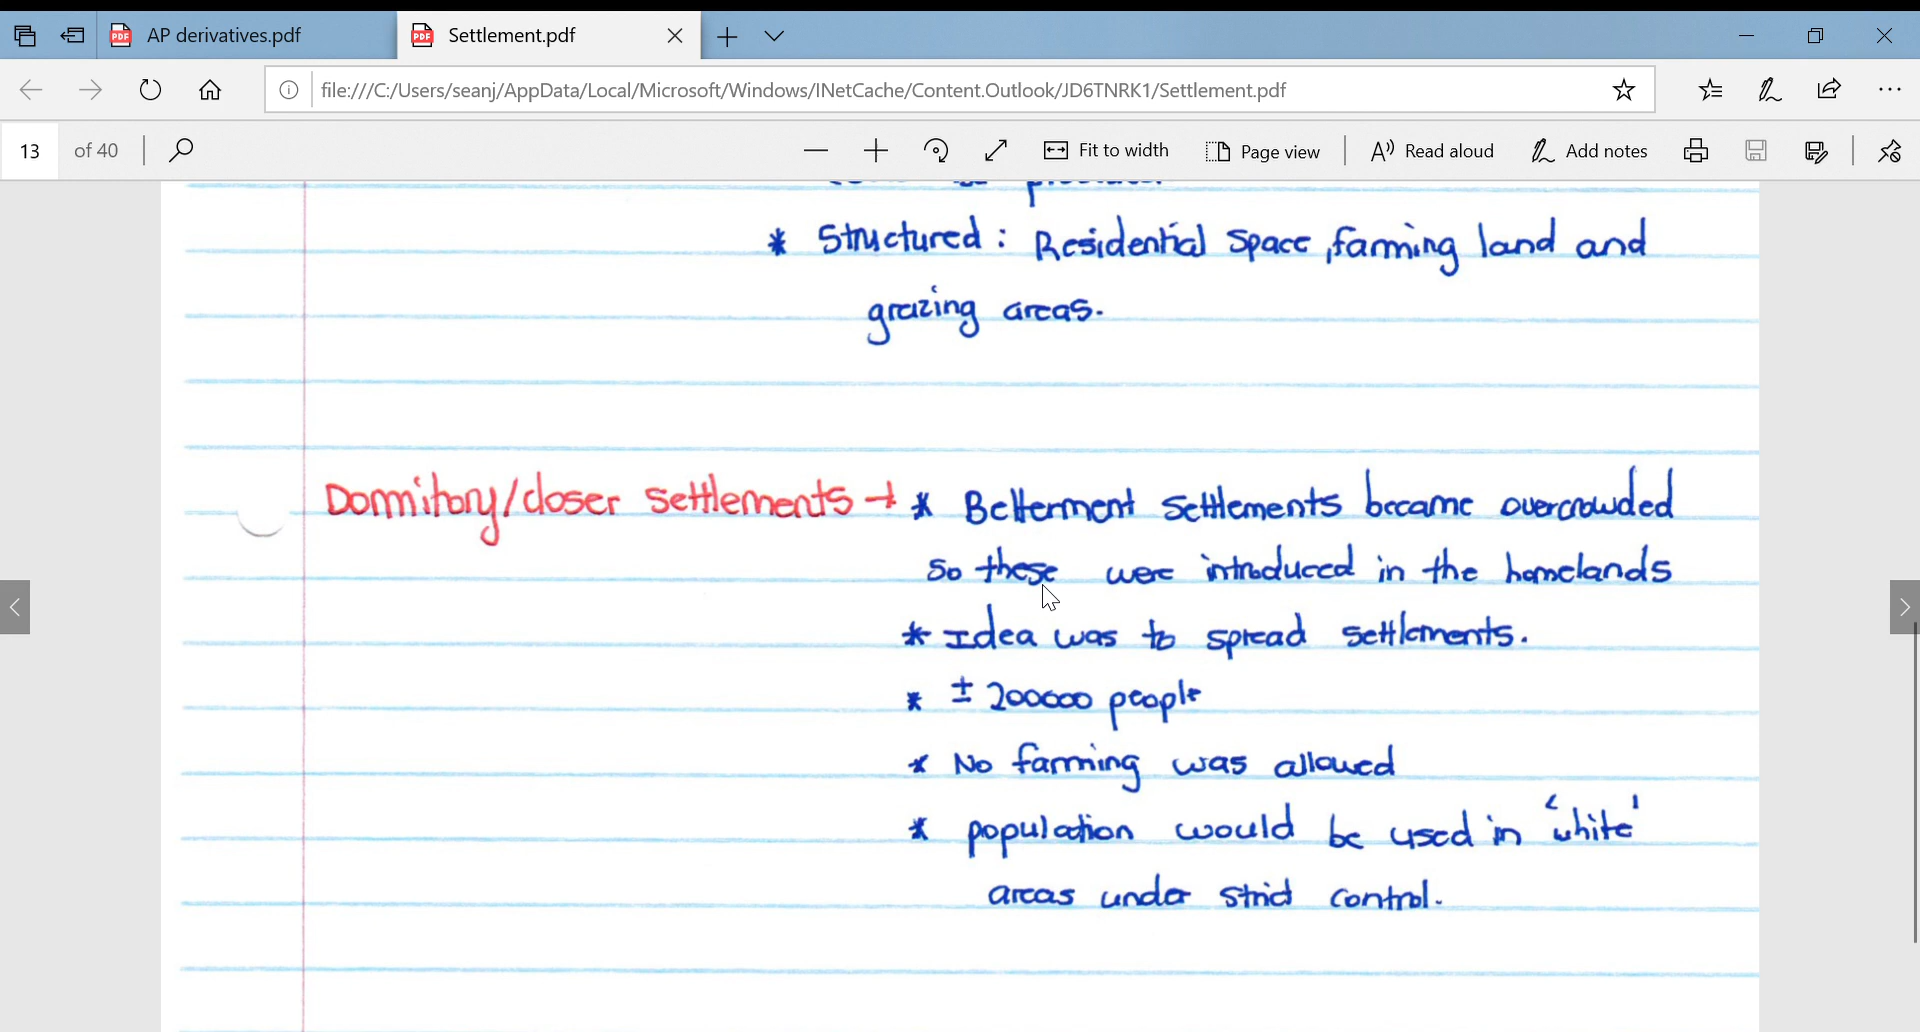 AP derivatives.pdf
Settlement.pdf
file:///C:/Users/seanj/AppData/Local/Microsoft/Windows/INetCache/Content.Outlook/JD6TNRK1/Settlement.pdf
13 of 40
Fit to width
Page view
Read aloud
Add notes
* Structured : Residential Space, farming land and
grazing areas.
Dormitory/closer settlements → * Betterment settlements became overcrowded
so these were introduced in the homelands
* Idea was to spread settlements.
* ± 200000 people
* No farming was allowed
* population would be used in 'white'
areas under strict control.